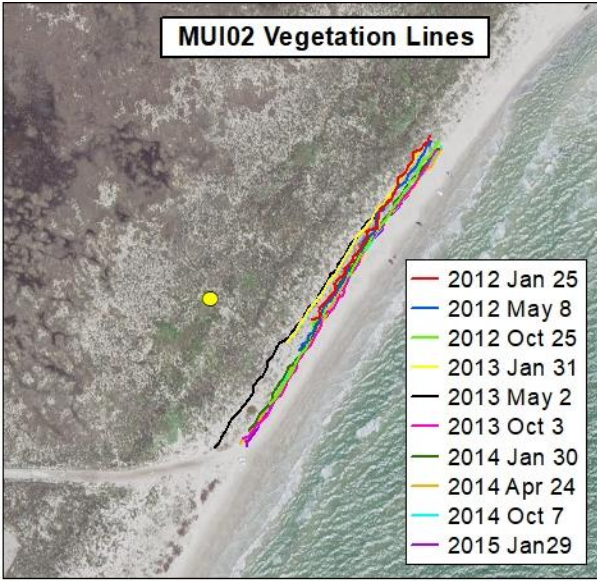 MUI02 Vegetation Lines
2012 Jan 25
2012 May 8
2012 Oct 25
2013 Jan 31
2013 May 2
2013 Oct 3
2014 Jan 30
2014 Apr 24
2014 Oct 7
2015 Jan29